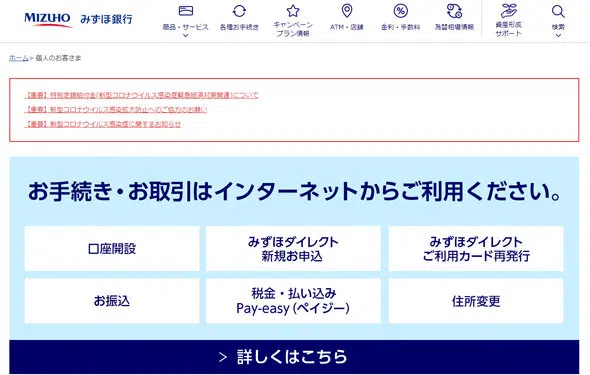 MIZUHO みずほ銀行
商品・サービス
各種お手続き
キャンペーン
プラン情報
ATM・店舗
金利・手数料
為替相場情報
資産形成
サポート
検索
ホーム> 個人のお客さま
【重要】特別定額給付金(新型コロナウイルス感染症緊急経済対策関連)について
【重要】新型コロナウイルス感染拡大防止へのご協力のお願い
【重要】新型コロナウイルス感染症に関するお知らせ
お手続き・お取引はインターネットからご利用ください。
口座開設
みずほダイレクト
新規お申込
みずほダイレクト
ご利用カード再発行
お振込
税金・払い込み
Pay-easy(ペイジー)
住所変更
> 詳しくはこちら